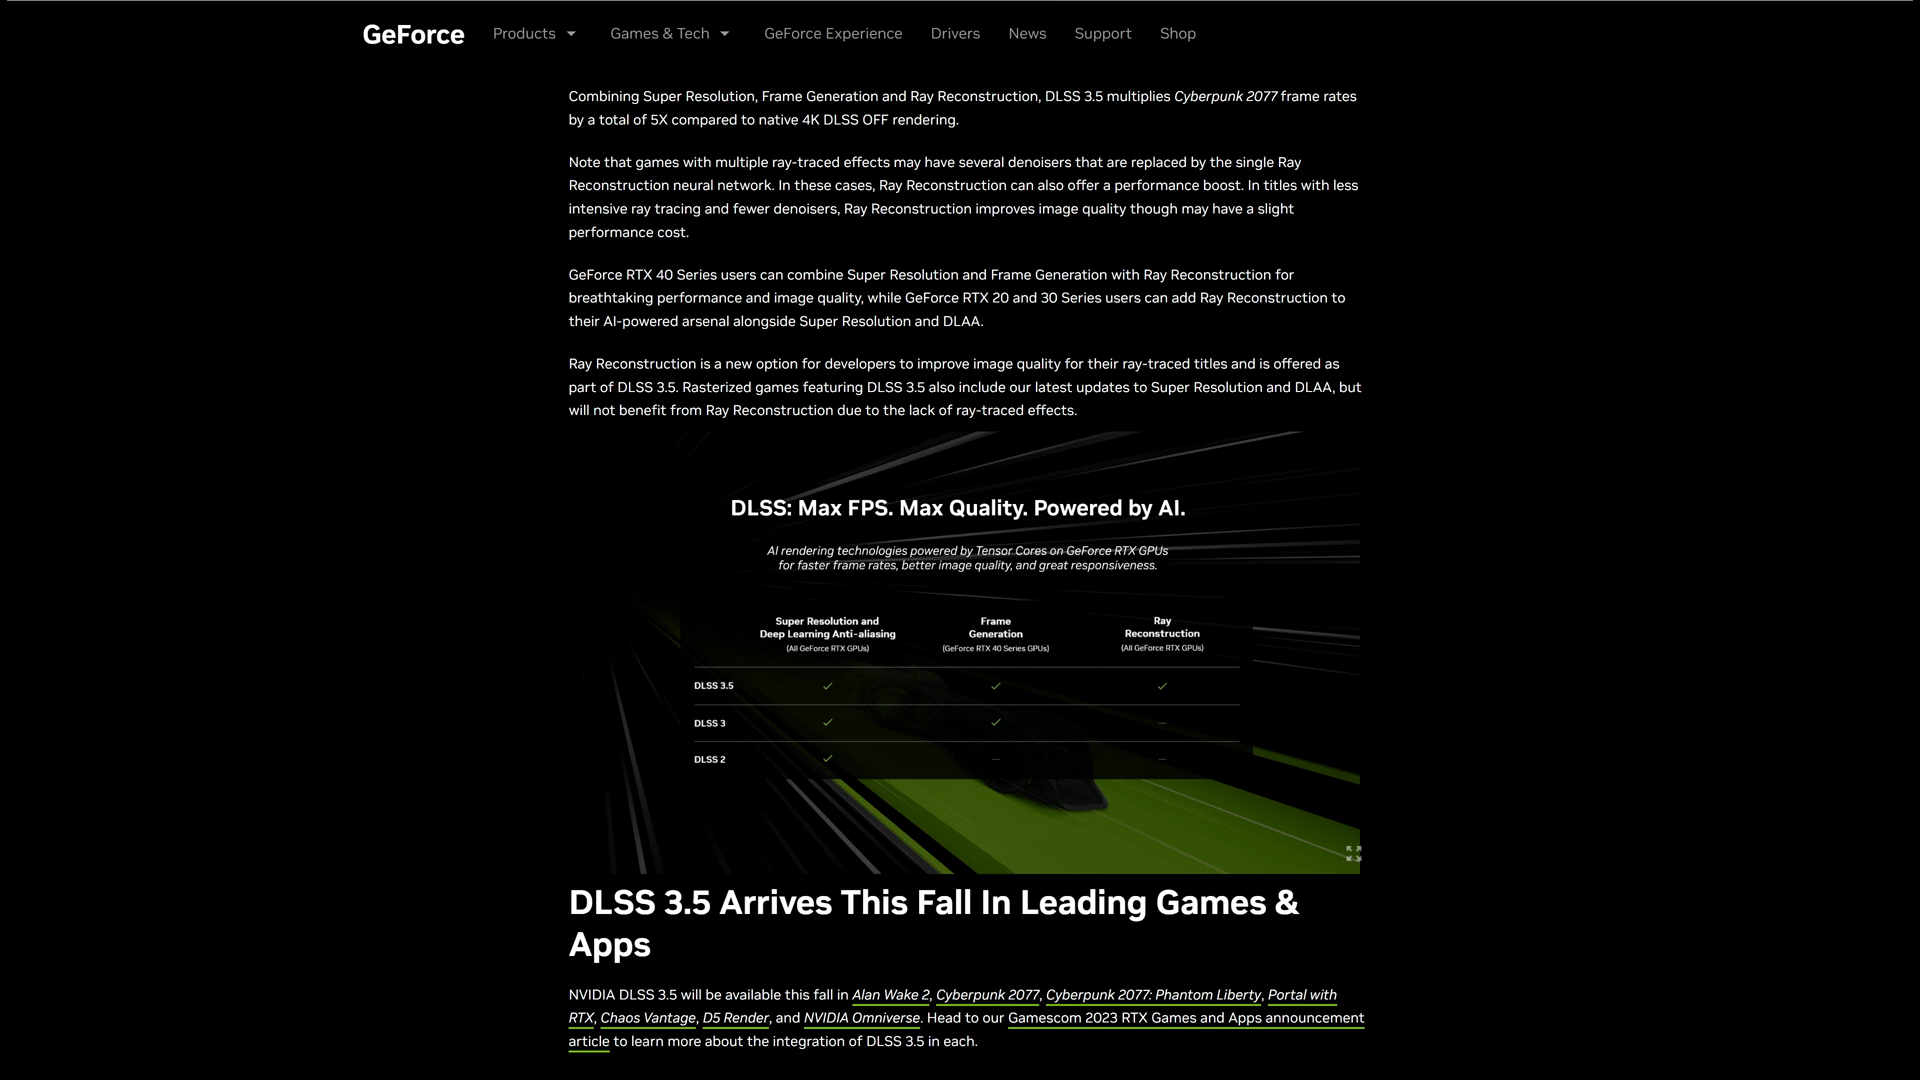 GeForce Products Games & Tech GeForce Experience Drivers News Support Shop
Combining Super Resolution, Frame Generation and Ray Reconstruction, DLSS 3.5 multiplies Cyberpunk 2077 frame rates
by a total of 5X compared to native 4K DLSS OFF rendering.
Note that games with multiple ray-traced effects may have several denoisers that are replaced by the single Ray
Reconstruction neural network. In these cases, Ray Reconstruction can also offer a performance boost. In titles with less
intensive ray tracing and fewer denoisers, Ray Reconstruction improves image quality though may have a slight
performance cost.
GeForce RTX 40 Series users can combine Super Resolution and Frame Generation with Ray Reconstruction for
breathtaking performance and image quality, while GeForce RTX 20 and 30 Series users can add Ray Reconstruction to
their AI-powered arsenal alongside Super Resolution and DLAA.
Ray Reconstruction is a new option for developers to improve image quality for their ray-traced titles and is offered as
part of DLSS 3.5. Rasterized games featuring DLSS 3.5 also include our latest updates to Super Resolution and DLAA, but
will not benefit from Ray Reconstruction due to the lack of ray-traced effects.
DLSS: Max FPS. Max Quality. Powered by AI.
AI rendering technologies powered by Tensor Cores on GeForce RTX GPUs
for faster frame rates, better image quality, and great responsiveness.
Super Resolution and
Deep Learning Anti-aliasing
(All GeForce RTX GPUs)
Frame
Generation
(GeForce RTX 40 Series GPUs)
Ray
Reconstruction
(All GeForce RTX GPUs)
DLSS 3.5 ✓ ✓ ✓
DLSS 3 ✓ ✓ –
DLSS 2 ✓ – –
DLSS 3.5 Arrives This Fall In Leading Games &
Apps
NVIDIA DLSS 3.5 will be available this fall in Alan Wake 2, Cyberpunk 2077, Cyberpunk 2077: Phantom Liberty, Portal with
RTX, Chaos Vantage, D5 Render, and NVIDIA Omniverse. Head to our Gamescom 2023 RTX Games and Apps announcement
article to learn more about the integration of DLSS 3.5 in each.